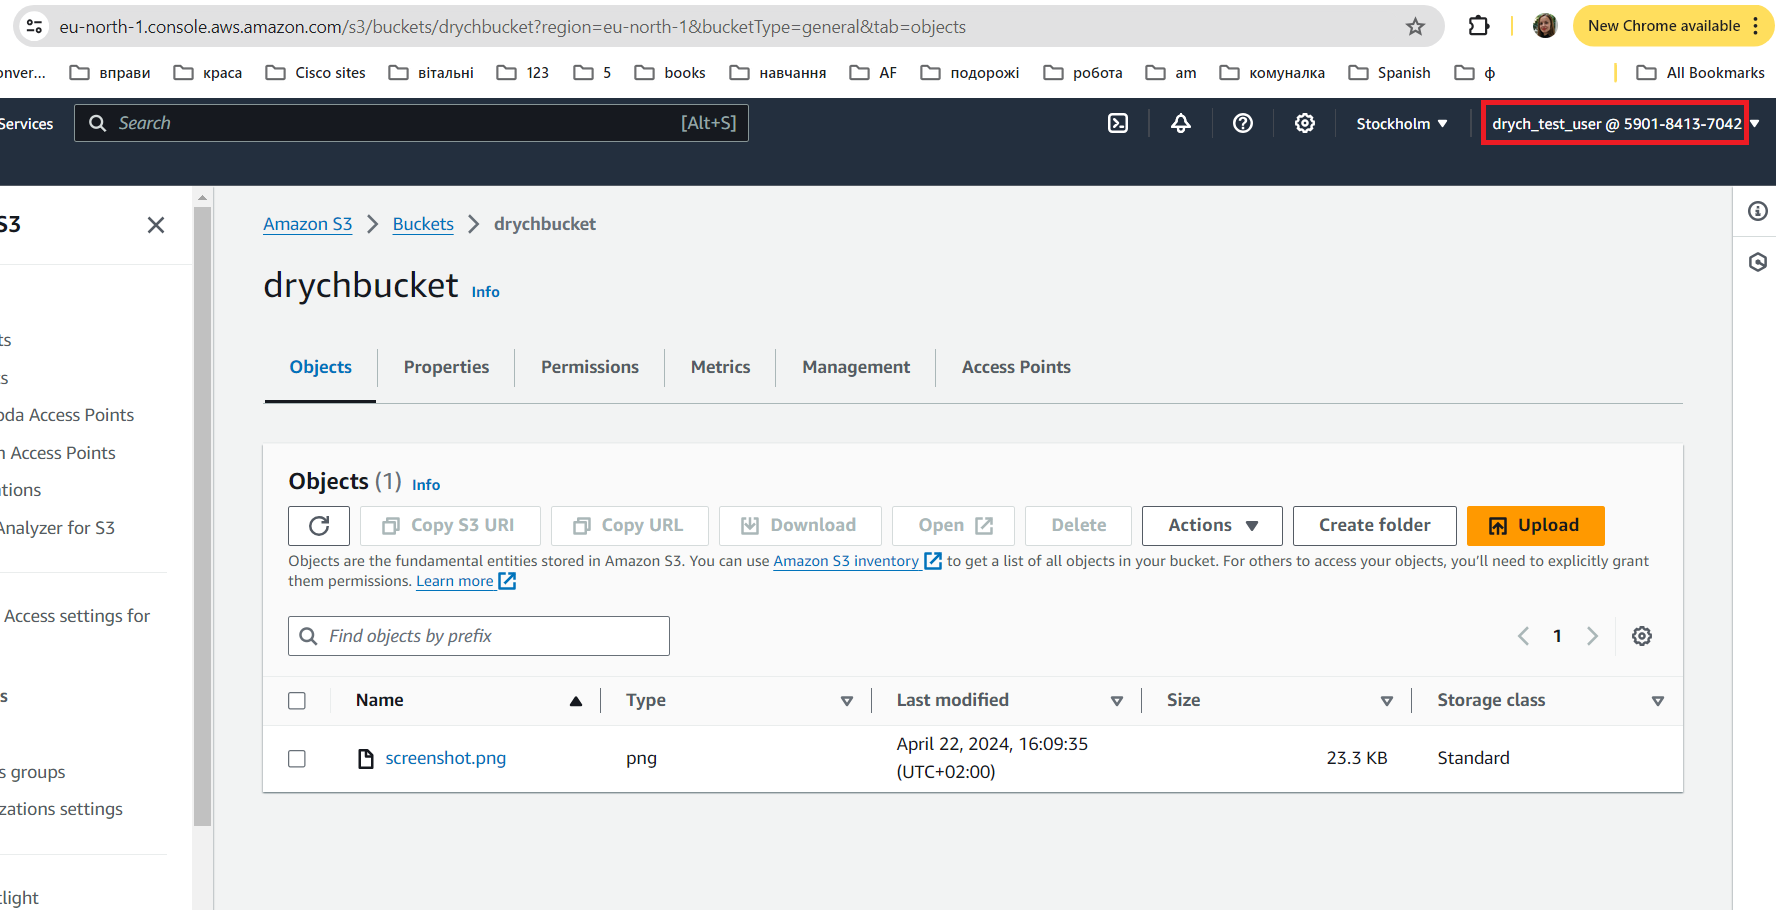 eu-north-1.console.aws.amazon.com/s3/buckets/drychbucket?region=eu-north-1&bucketType=general&tab=objects
New Chrome available
onver...
вправи
краса
Cisco sites
вітальні
123
5
books
навчання
AF
подорожі
робота
am
комуналка
Spanish
ф
All Bookmarks
Services
Search
[Alt+S]
Stockholm
drych_test_user @ 5901-8413-7042
S3
ts
s
oda Access Points
n Access Points
ations
Analyzer for S3
Access settings for
s
s groups
zations settings
tlight
Amazon S3 > Buckets > drychbucket
drychbucket Info
Objects
Properties
Permissions
Metrics
Management
Access Points
Objects (1) Info
Copy S3 URI
Copy URL
Download
Open
Delete
Actions
Create folder
Upload
Objects are the fundamental entities stored in Amazon S3. You can use Amazon S3 inventory to get a list of all objects in your bucket. For others to access your objects, you'll need to explicitly grant
them permissions. Learn more
Find objects by prefix
1
Name
Type
Last modified
Size
Storage class
screenshot.png
png
April 22, 2024, 16:09:35
(UTC+02:00)
23.3 KB
Standard